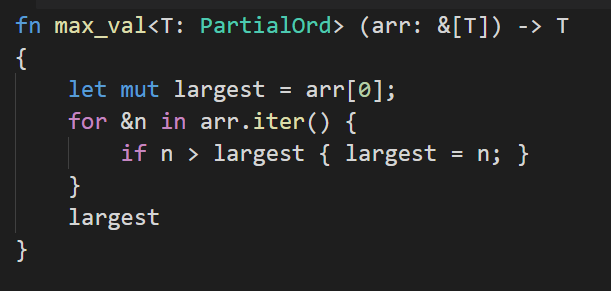 fn max_val<T: PartialOrd> (arr: &[T]) -> T
{
    let mut largest = arr[0];
    for &n in arr.iter() {
        if n > largest { largest = n; }
    }
    largest
}